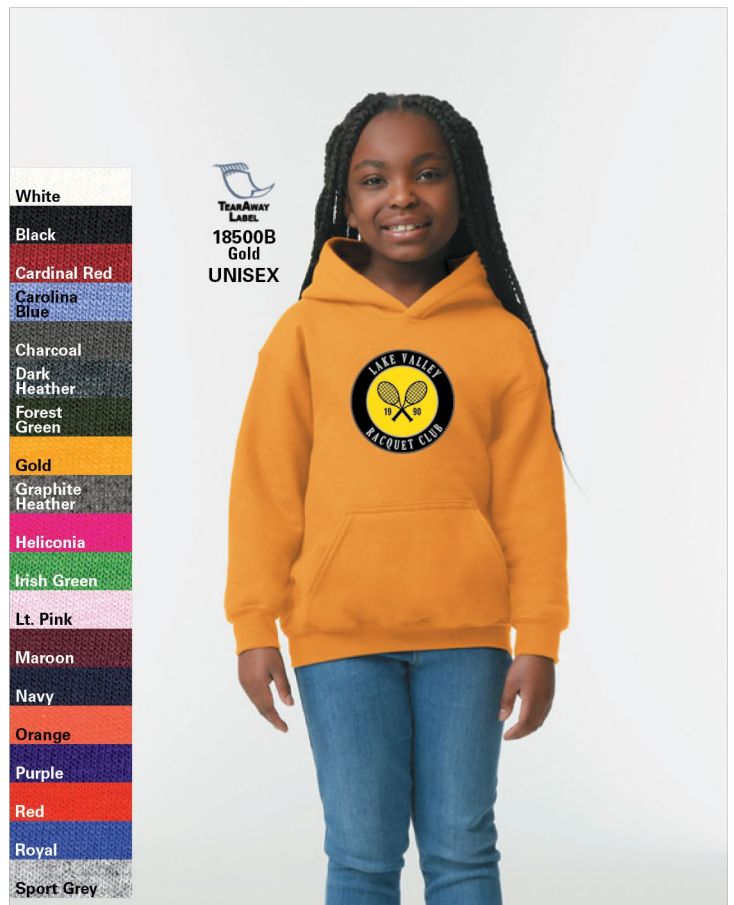 White
Black
Cardinal Red
Carolina
Blue
Charcoal
Dark
Heather
Forest
Green
Gold
Graphite
Heather
Heliconia
Irish Green
Lt. Pink
Maroon
Navy
Orange
Purple
Red
Royal
Sport Grey
TEARAWAY
LABEL
18500B
Gold
UNISEX
LAKE VALLEY
19 90
RACQUET CLUB